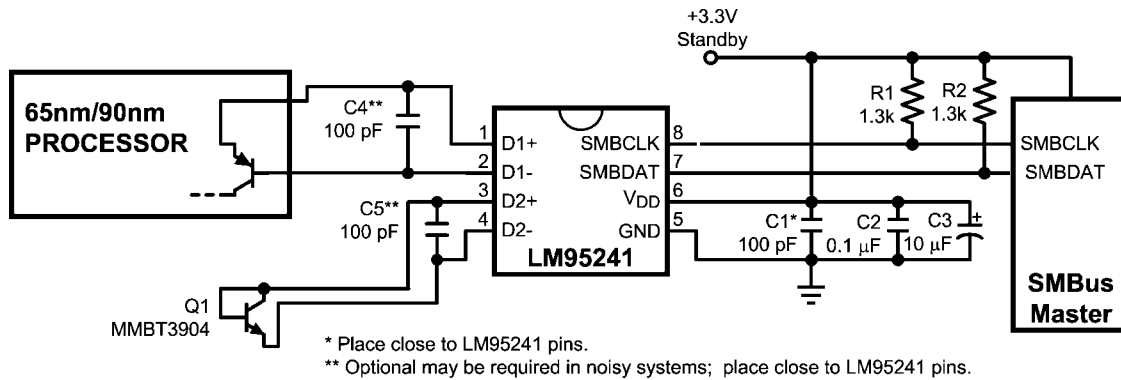 +3.3V
Standby
65nm/90nm
PROCESSOR
C4**
100 pF
R1
1.3k
R2
1.3k
1
D1+
SMBCLK
8
SMBCLK
2
D1-
SMBDAT
7
SMBDAT
3
D2+
VDD
6
4
D2-
GND
5
LM95241
C5**
100 pF
C1*
100 pF
C2
0.1 μF
C3
10 μF
+
SMBus
Master
Q1
MMBT3904
* Place close to LM95241 pins.
** Optional may be required in noisy systems; place close to LM95241 pins.